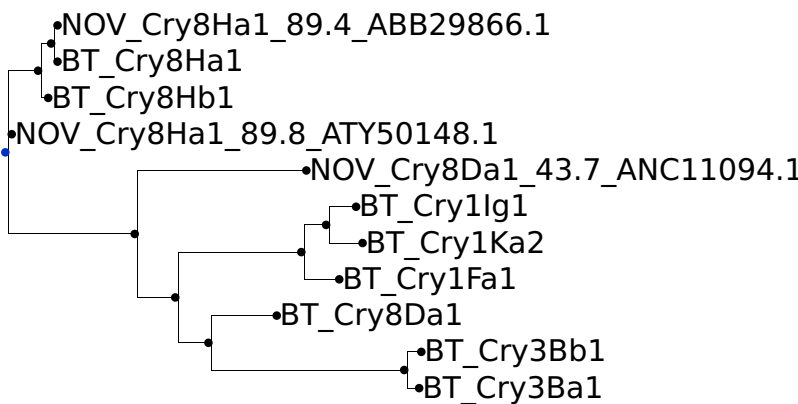 NOV_Cry8Ha1_89.4_ABB29866.1
BT_Cry8Ha1
BT_Cry8Hb1
NOV_Cry8Ha1_89.8_ATY50148.1
NOV_Cry8Da1_43.7_ANC11094.1
BT_Cry1Ig1
BT_Cry1Ka2
BT_Cry1Fa1
BT_Cry8Da1
BT_Cry3Bb1
BT_Cry3Ba1